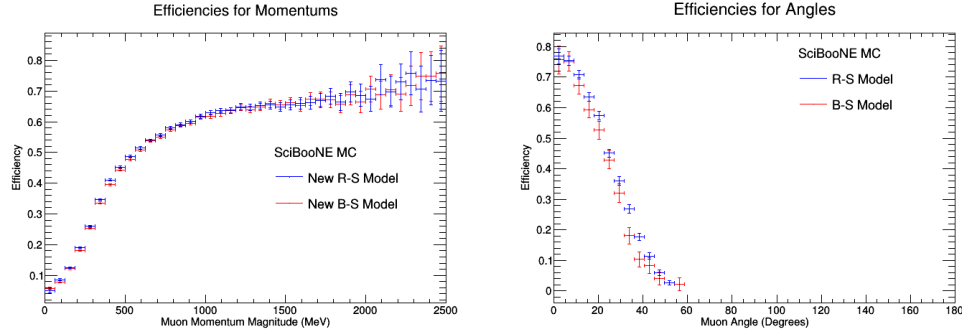 Efficiencies for Momentums
Efficiency
0.8
0.7
0.6
0.5
0.4
0.3
0.2
0.1
SciBooNE MC
New R-S Model
New B-S Model
0 500 1000 1500 2000 2500
Muon Momentum Magnitude (MeV)
Efficiencies for Angles
Efficiency
0.8
0.7
0.6
0.5
0.4
0.3
0.2
0.1
0
SciBooNE MC
R-S Model
B-S Model
0 20 40 60 80 100 120 140 160 180
Muon Angle (Degrees)